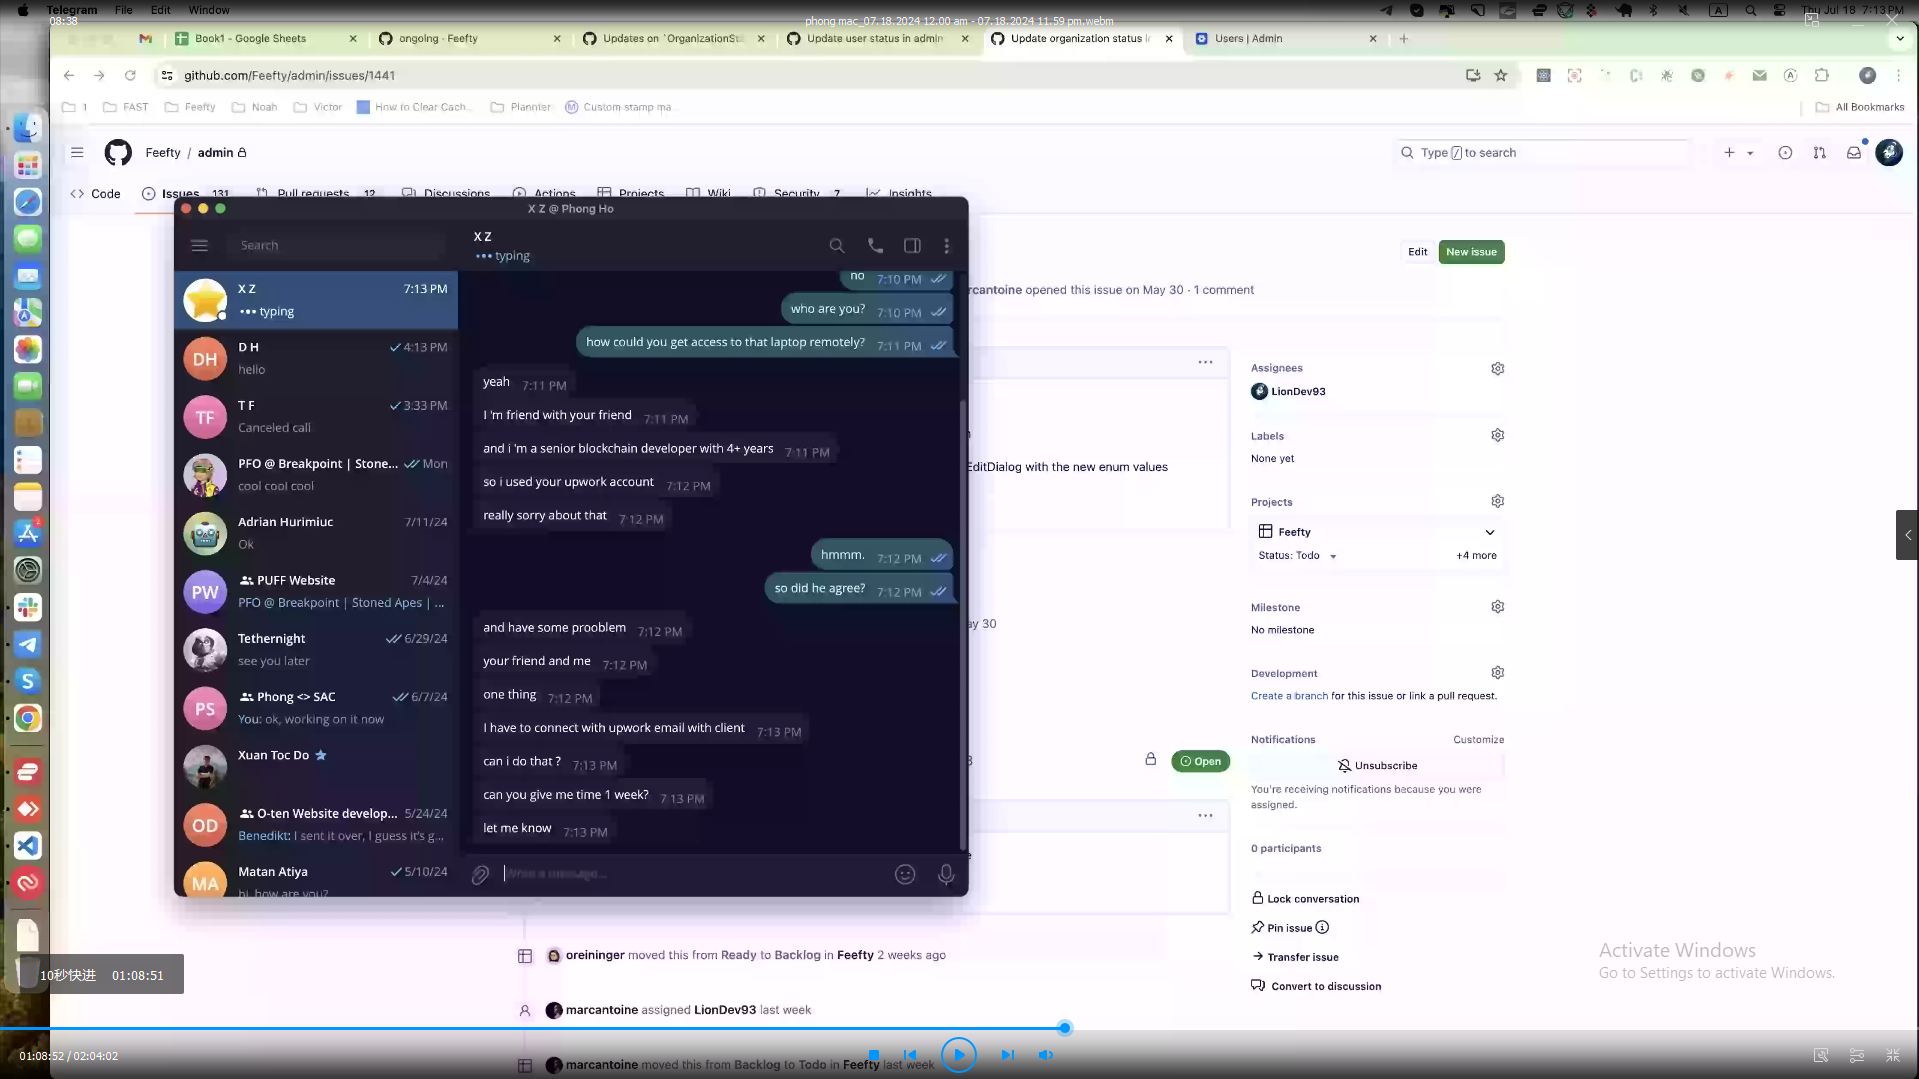 Telegram File Edit Window
08:38
phong mac_07.18.2024 12.00 am - 07.18.2024 11.59 pm.webm
Thu Jul 18 7:13 PM
Book1 - Google Sheets
ongoing · Feefty
Updates on `OrganizationSta
Update user status in admin
Update organization status i
Users | Admin
github.com/Feefty/admin/issues/1441
1
FAST
Feefty
Noah
Victor
How to Clear Cach...
Plannter
Custom stamp ma...
All Bookmarks
Feefty / admin
Type / to search
Code
Issues 131
Pull requests 12
Discussions
Actions
Projects
Wiki
Security 7
Insights
X Z @ Phong Ho
Search
X Z
••• typing
X Z 7:13 PM
••• typing
DH
D H 4:13 PM
hello
TF
T F 3:33 PM
Canceled call
PFO @ Breakpoint | Stone... Mon
cool cool cool
Adrian Hurimiuc 7/11/24
Ok
PW
PUFF Website 7/4/24
PFO @ Breakpoint | Stoned Apes | ...
Tethernight 6/29/24
see you later
PS
Phong <> SAC 6/7/24
You: ok, working on it now
Xuan Toc Do
OD
O-ten Website develop... 5/24/24
Benedikt: I sent it over, I guess it's g...
MA
Matan Atiya 5/10/24
hi, how are you?
no 7:10 PM
who are you? 7:10 PM
how could you get access to that laptop remotely? 7:11 PM
yeah 7:11 PM
I 'm friend with your friend 7:11 PM
and i 'm a senior blockchain developer with 4+ years 7:11 PM
so i used your upwork account 7:12 PM
really sorry about that 7:12 PM
hmmm. 7:12 PM
so did he agree? 7:12 PM
and have some prooblem 7:12 PM
your friend and me 7:12 PM
one thing 7:12 PM
I have to connect with upwork email with client 7:13 PM
can i do that ? 7:13 PM
can you give me time 1 week? 7:13 PM
let me know 7:13 PM
Write a message...
Edit
New issue
rcantoine opened this issue on May 30 · 1 comment
EditDialog with the new enum values
ay 30
Open
Assignees
LionDev93
Labels
None yet
Projects
Feefty
Status: Todo
+4 more
Milestone
No milestone
Development
Create a branch for this issue or link a pull request.
Notifications
Customize
Unsubscribe
You're receiving notifications because you were
assigned.
0 participants
Lock conversation
Pin issue
Transfer issue
Convert to discussion
oreininger moved this from Ready to Backlog in Feefty 2 weeks ago
marcantoine assigned LionDev93 last week
marcantoine moved this from Backlog to Todo in Feefty last week
Activate Windows
Go to Settings to activate Windows.
10秒快进 01:08:51
01:08:52 / 02:04:02